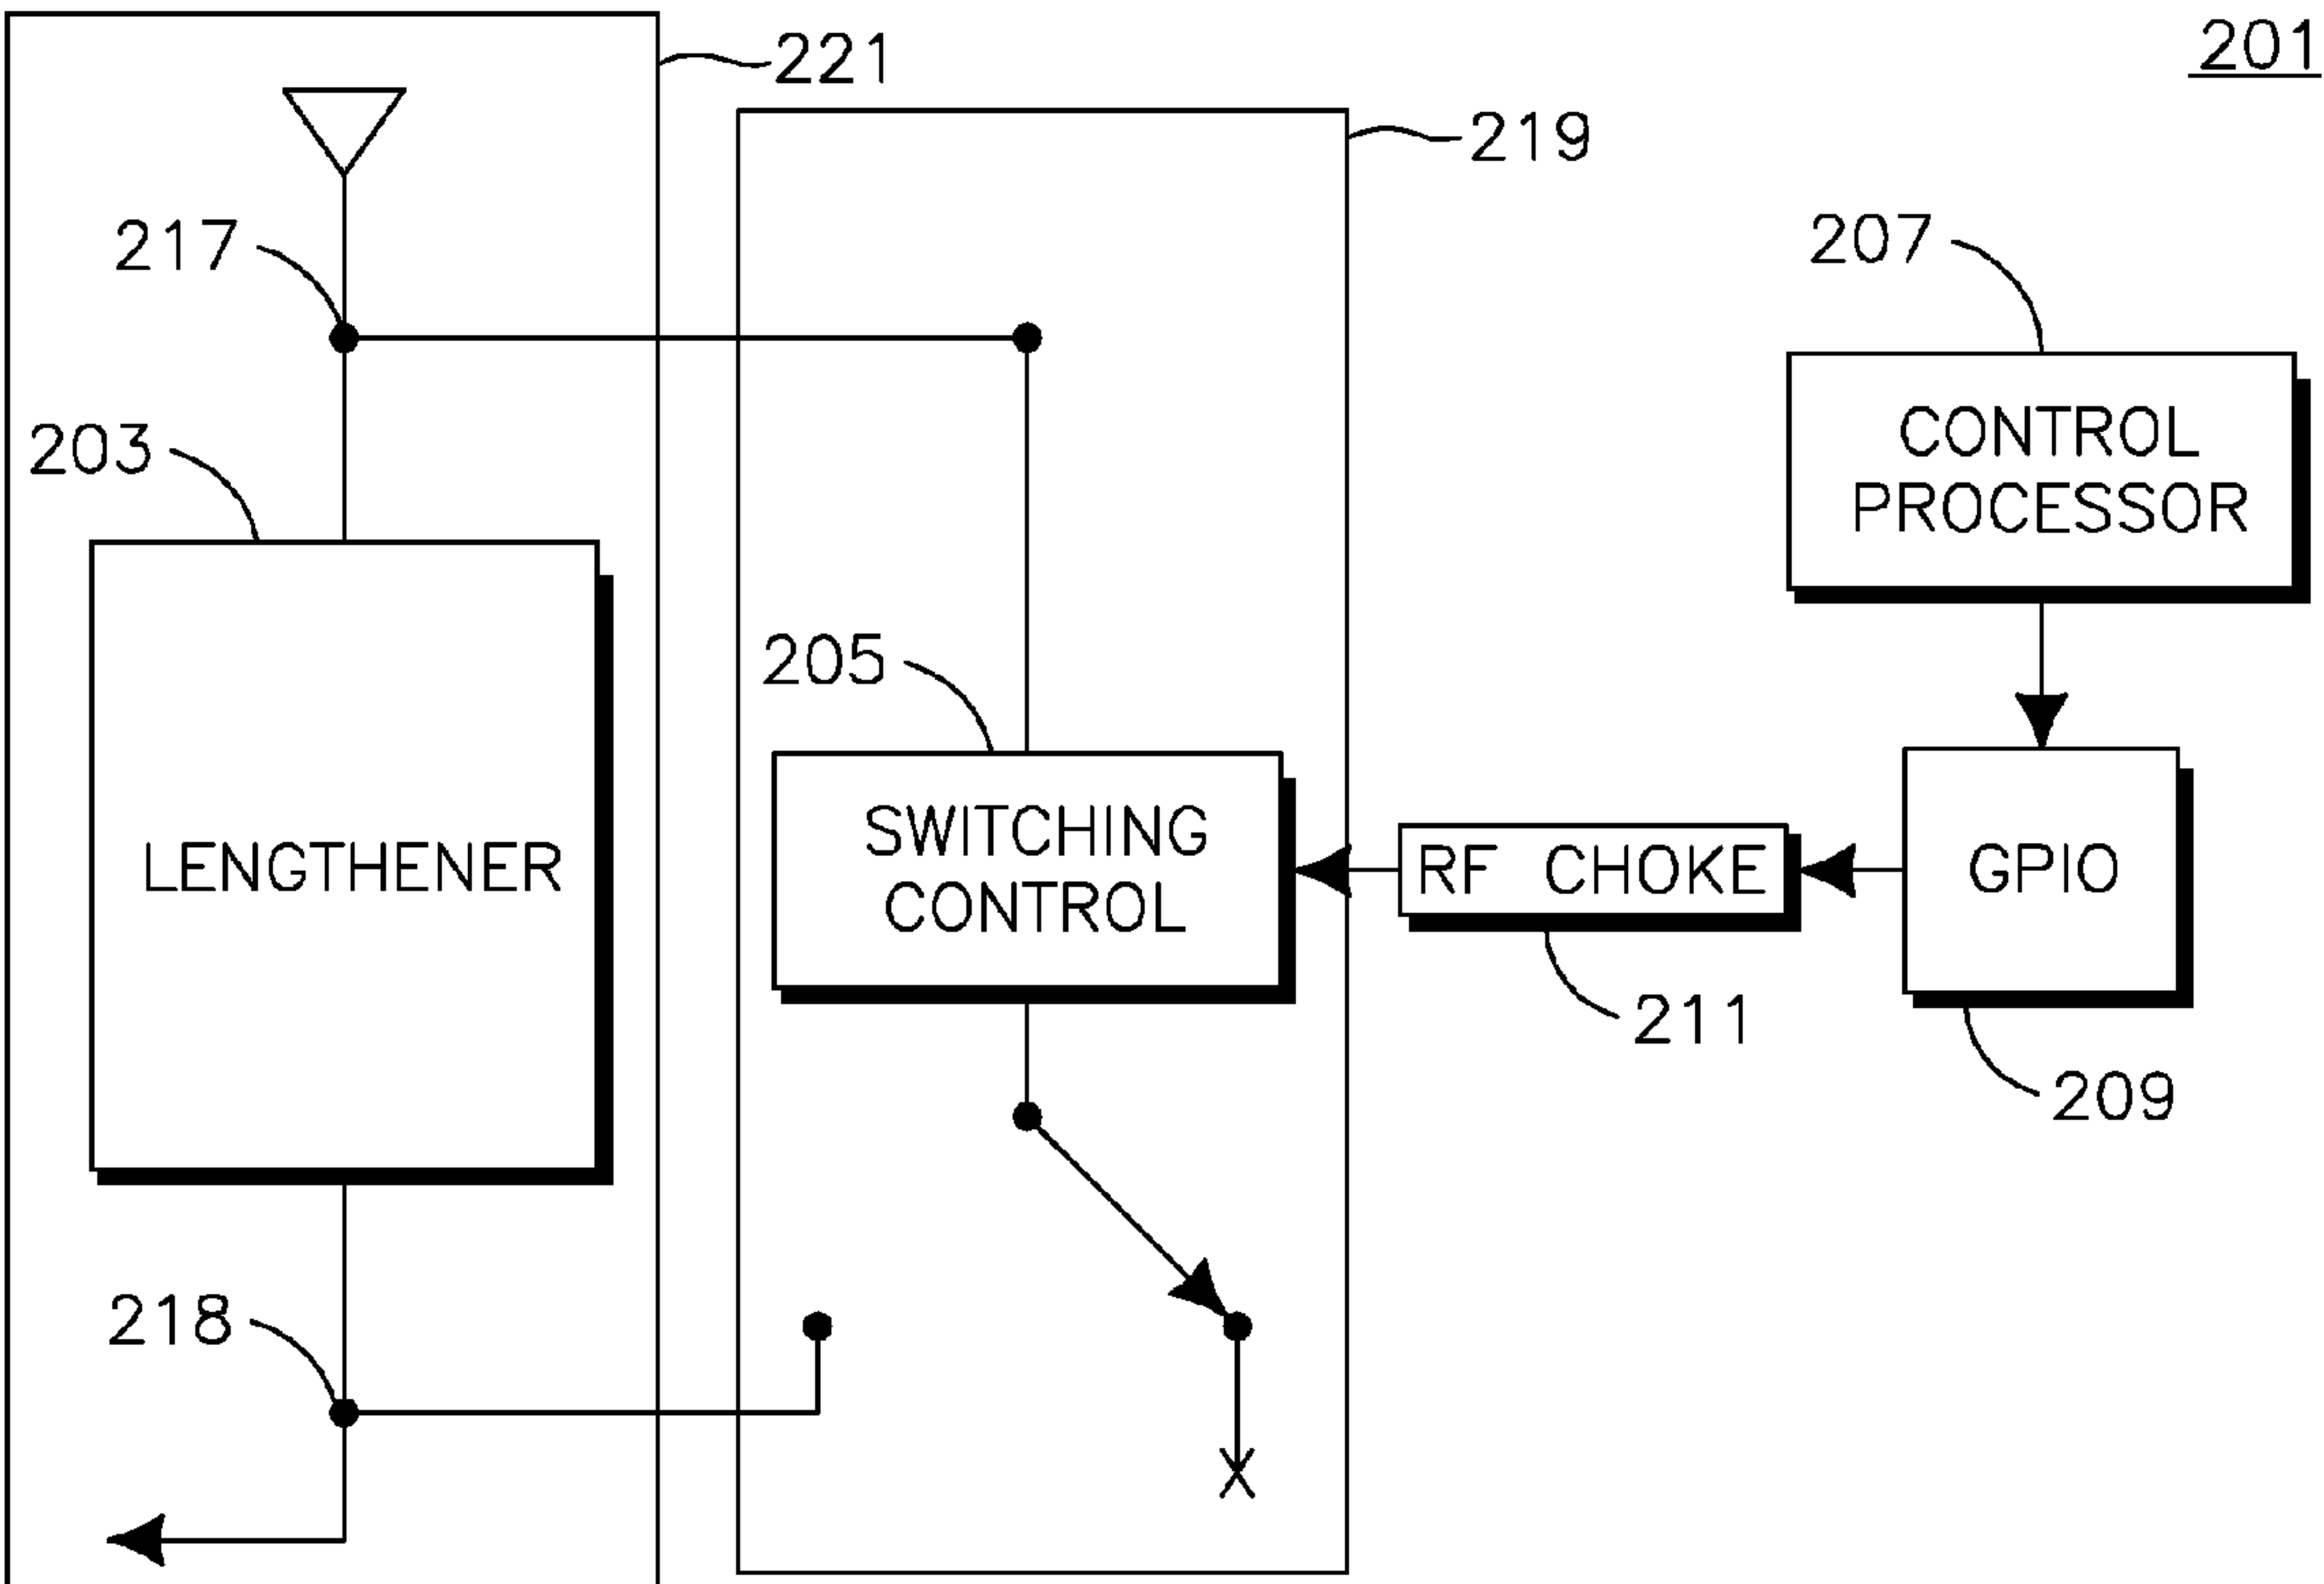 201
221
219
217
207
203
CONTROL
PROCESSOR
205
LENGTHENER
SWITCHING
CONTROL
RF CHOKE
GPIO
211
209
218
X